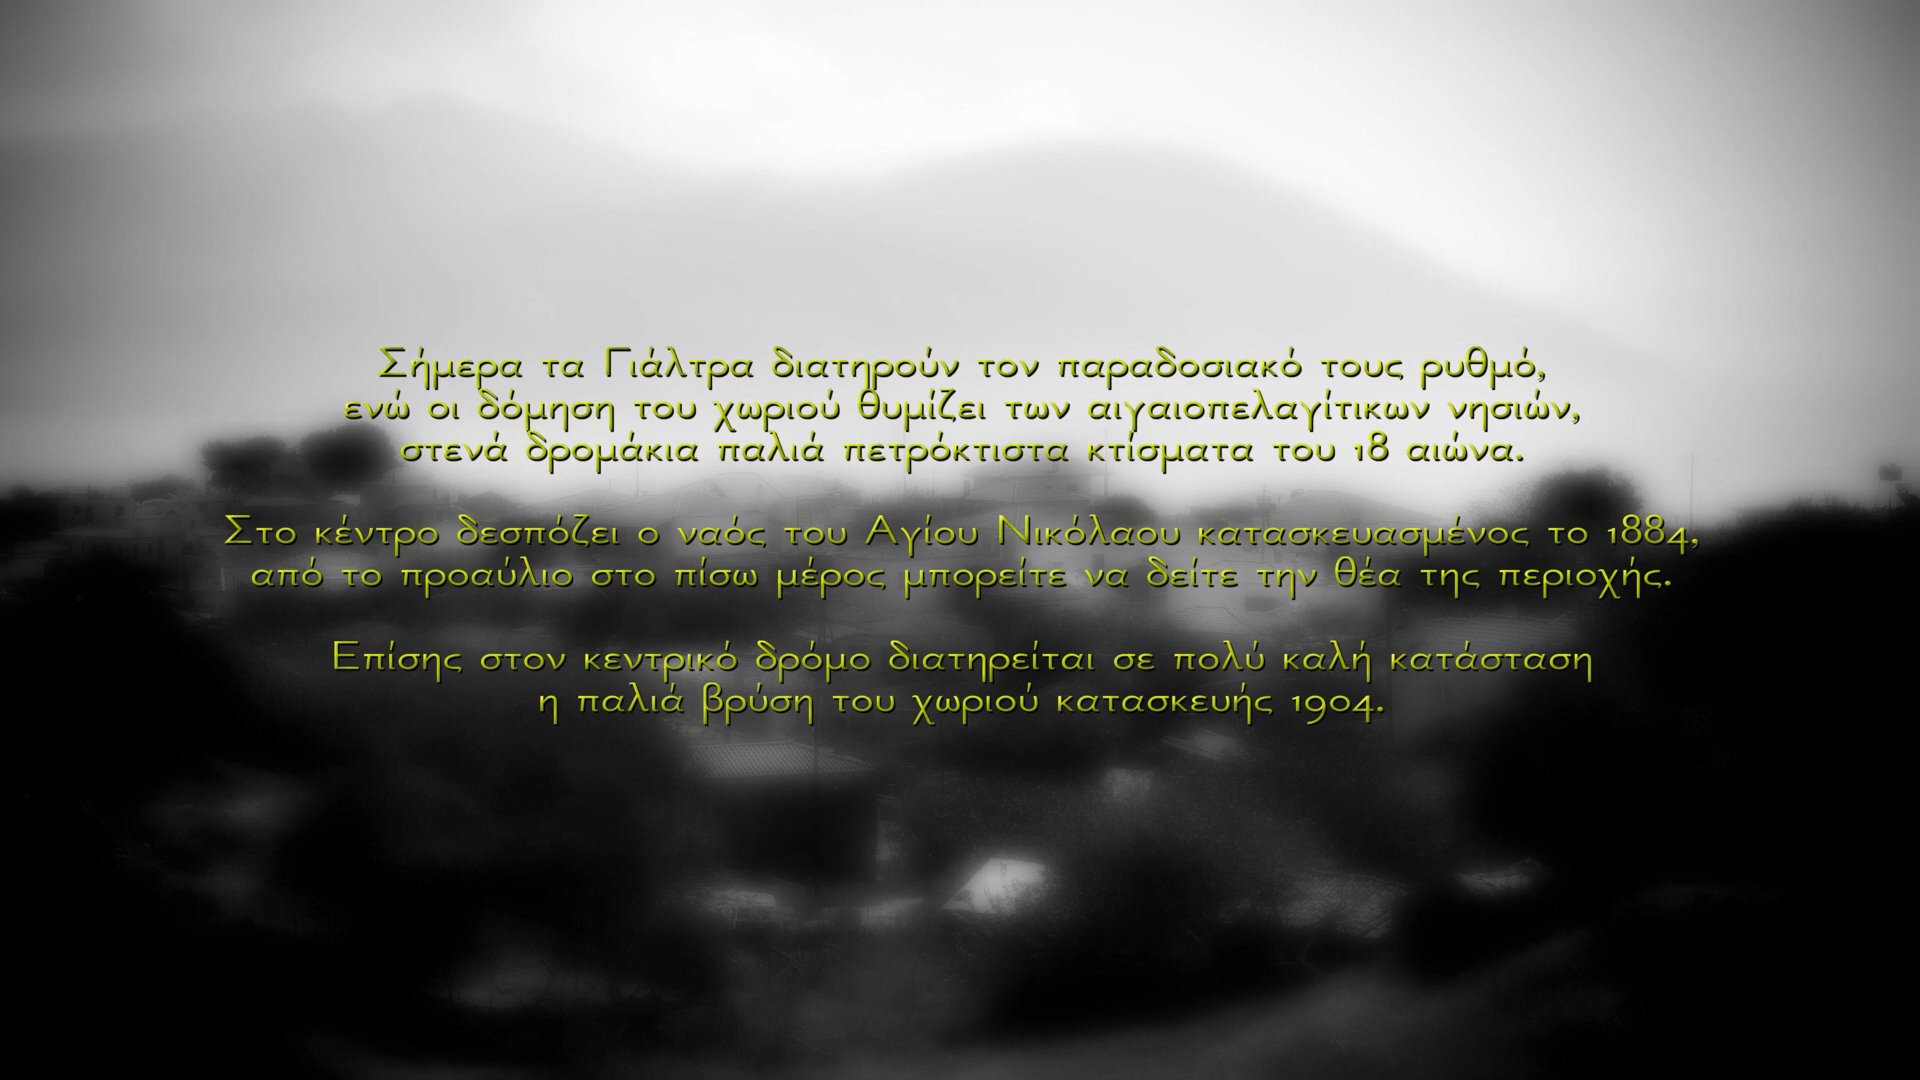 Σήμερα τα Γιάλτρα διατηρούν τον παραδοσιακό τους ρυθμό,
ενώ οι δόμηση του χωριού θυμίζει των αιγαιοπελαγίτικων νησιών,
στενά δρομάκια παλιά πετρόκτιστα κτίσματα του 18 αιώνα.
Στο κέντρο δεσπόζει ο ναός του Αγίου Νικόλαου κατασκευασμένος το 1884,
από το προαύλιο στο πίσω μέρος μπορείτε να δείτε την θέα της περιοχής.
Επίσης στον κεντρικό δρόμο διατηρείται σε πολύ καλή κατάσταση
η παλιά βρύση του χωριού κατασκευής 1904.